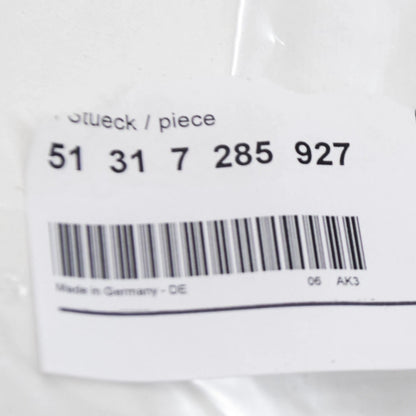 Stueck / piece
51 31 7 285 927
Made in Germany - DE 06 AK3